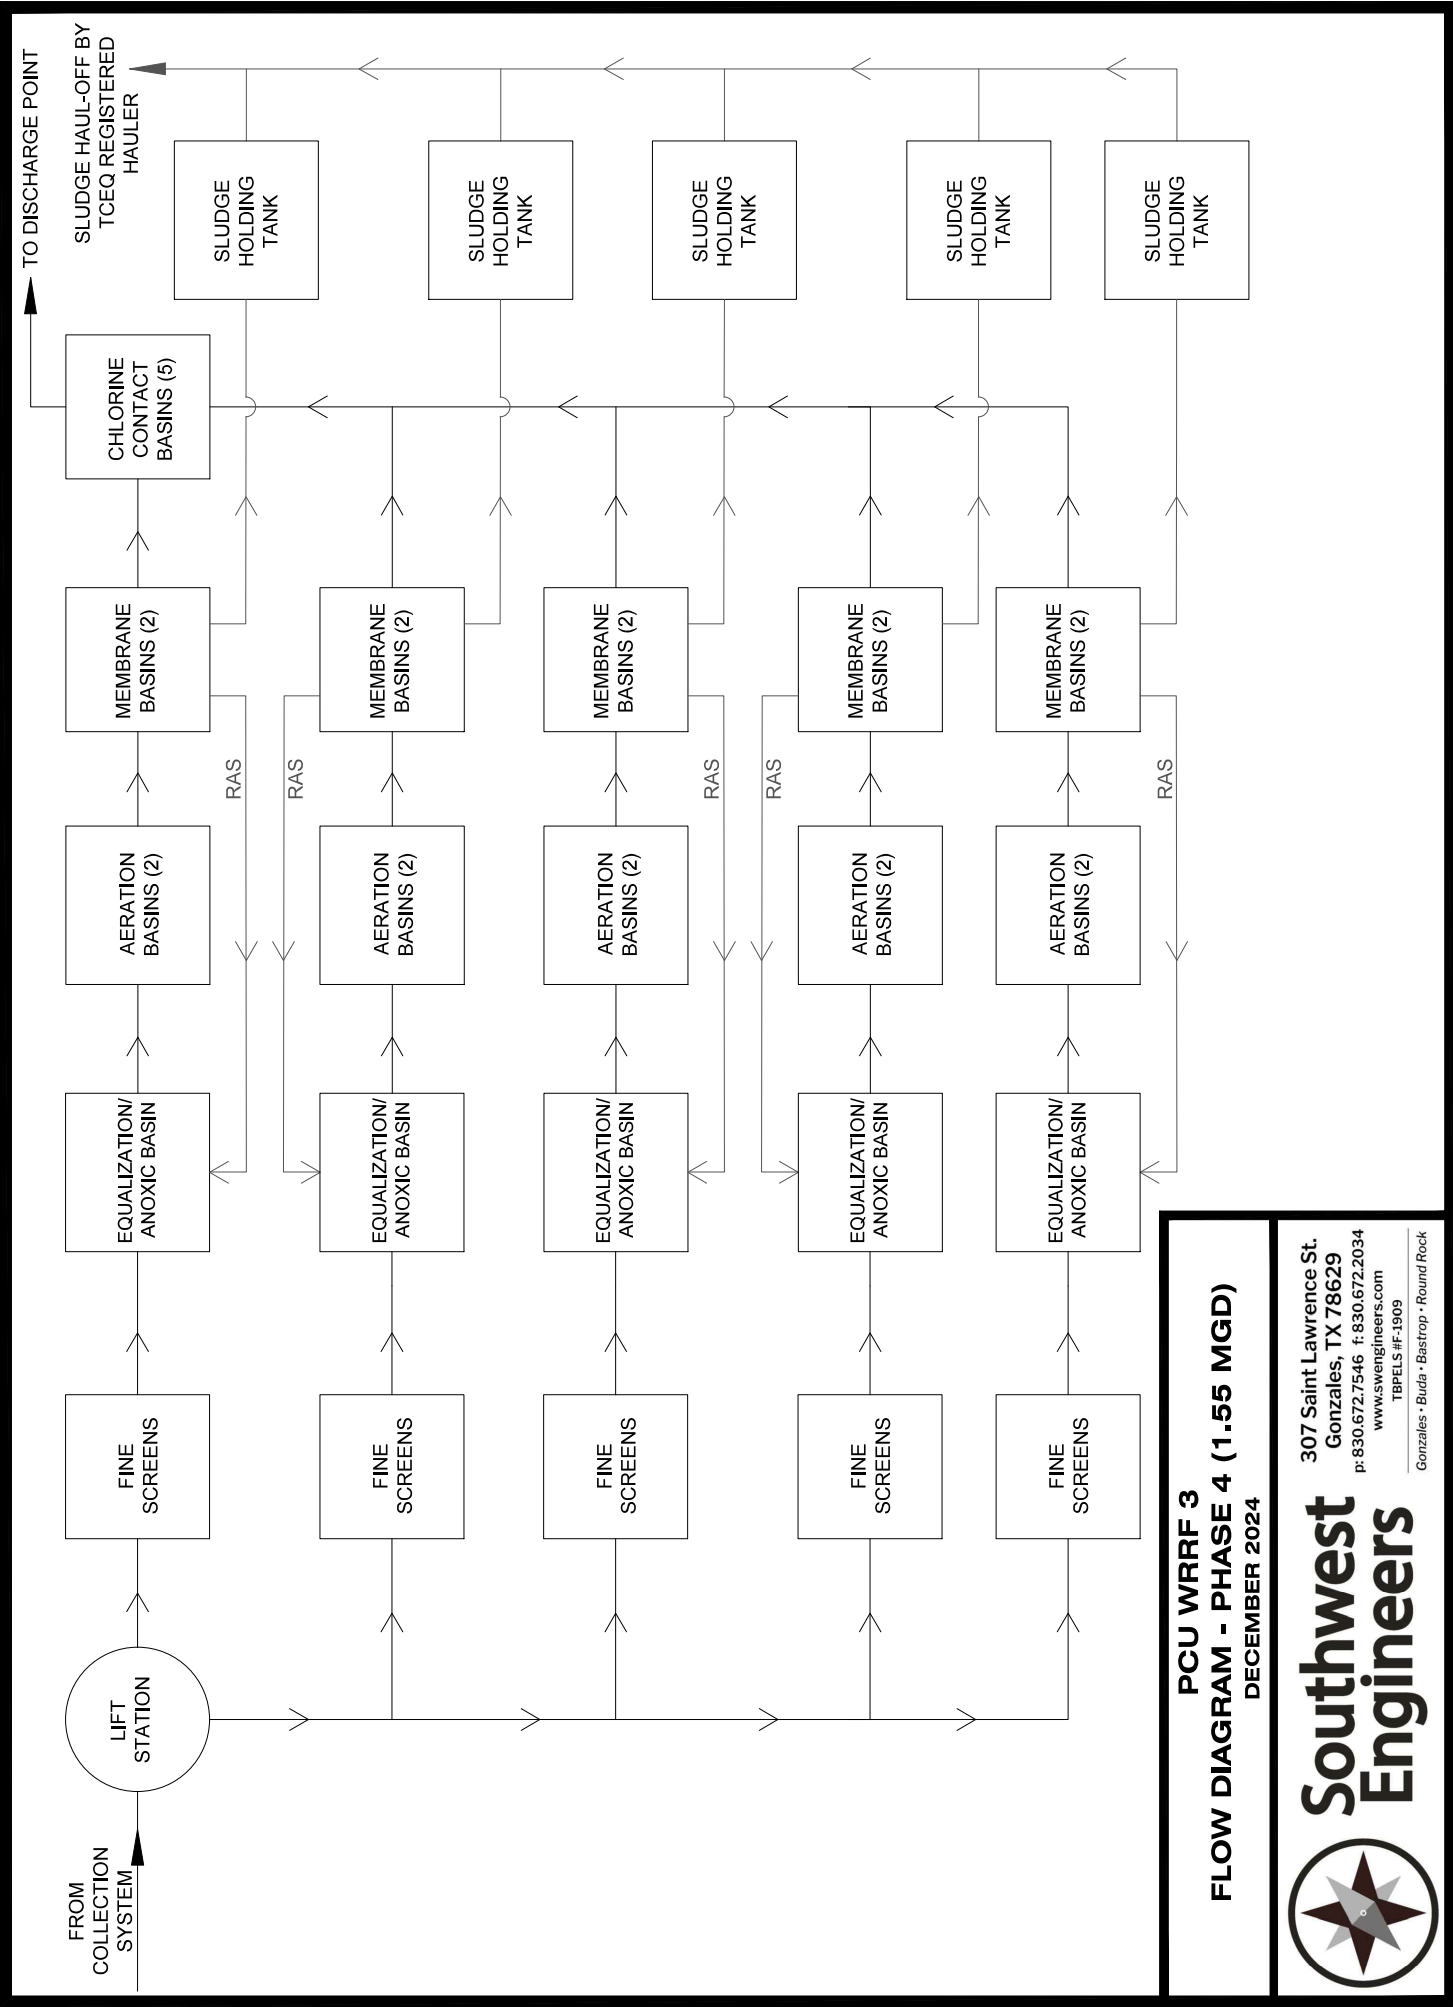 FROM
COLLECTION
SYSTEM
LIFT
STATION
FINE
SCREENS
EQUALIZATION/
ANOXIC BASIN
AERATION
BASINS (2)
MEMBRANE
BASINS (2)
CHLORINE
CONTACT
BASINS (5)
TO DISCHARGE POINT
SLUDGE HAUL-OFF BY
TCEQ REGISTERED
HAULER
RAS
SLUDGE
HOLDING
TANK
RAS
FINE
SCREENS
EQUALIZATION/
ANOXIC BASIN
AERATION
BASINS (2)
MEMBRANE
BASINS (2)
SLUDGE
HOLDING
TANK
FINE
SCREENS
EQUALIZATION/
ANOXIC BASIN
AERATION
BASINS (2)
MEMBRANE
BASINS (2)
RAS
SLUDGE
HOLDING
TANK
RAS
FINE
SCREENS
EQUALIZATION/
ANOXIC BASIN
AERATION
BASINS (2)
MEMBRANE
BASINS (2)
SLUDGE
HOLDING
TANK
FINE
SCREENS
EQUALIZATION/
ANOXIC BASIN
AERATION
BASINS (2)
MEMBRANE
BASINS (2)
RAS
SLUDGE
HOLDING
TANK
PCU WRRF 3
FLOW DIAGRAM - PHASE 4 (1.55 MGD)
DECEMBER 2024
Southwest
Engineers
307 Saint Lawrence St.
Gonzales, TX 78629
p: 830.672.7546 f: 830.672.2034
www.swengineers.com
TBPELS #F-1909
Gonzales · Buda · Bastrop · Round Rock